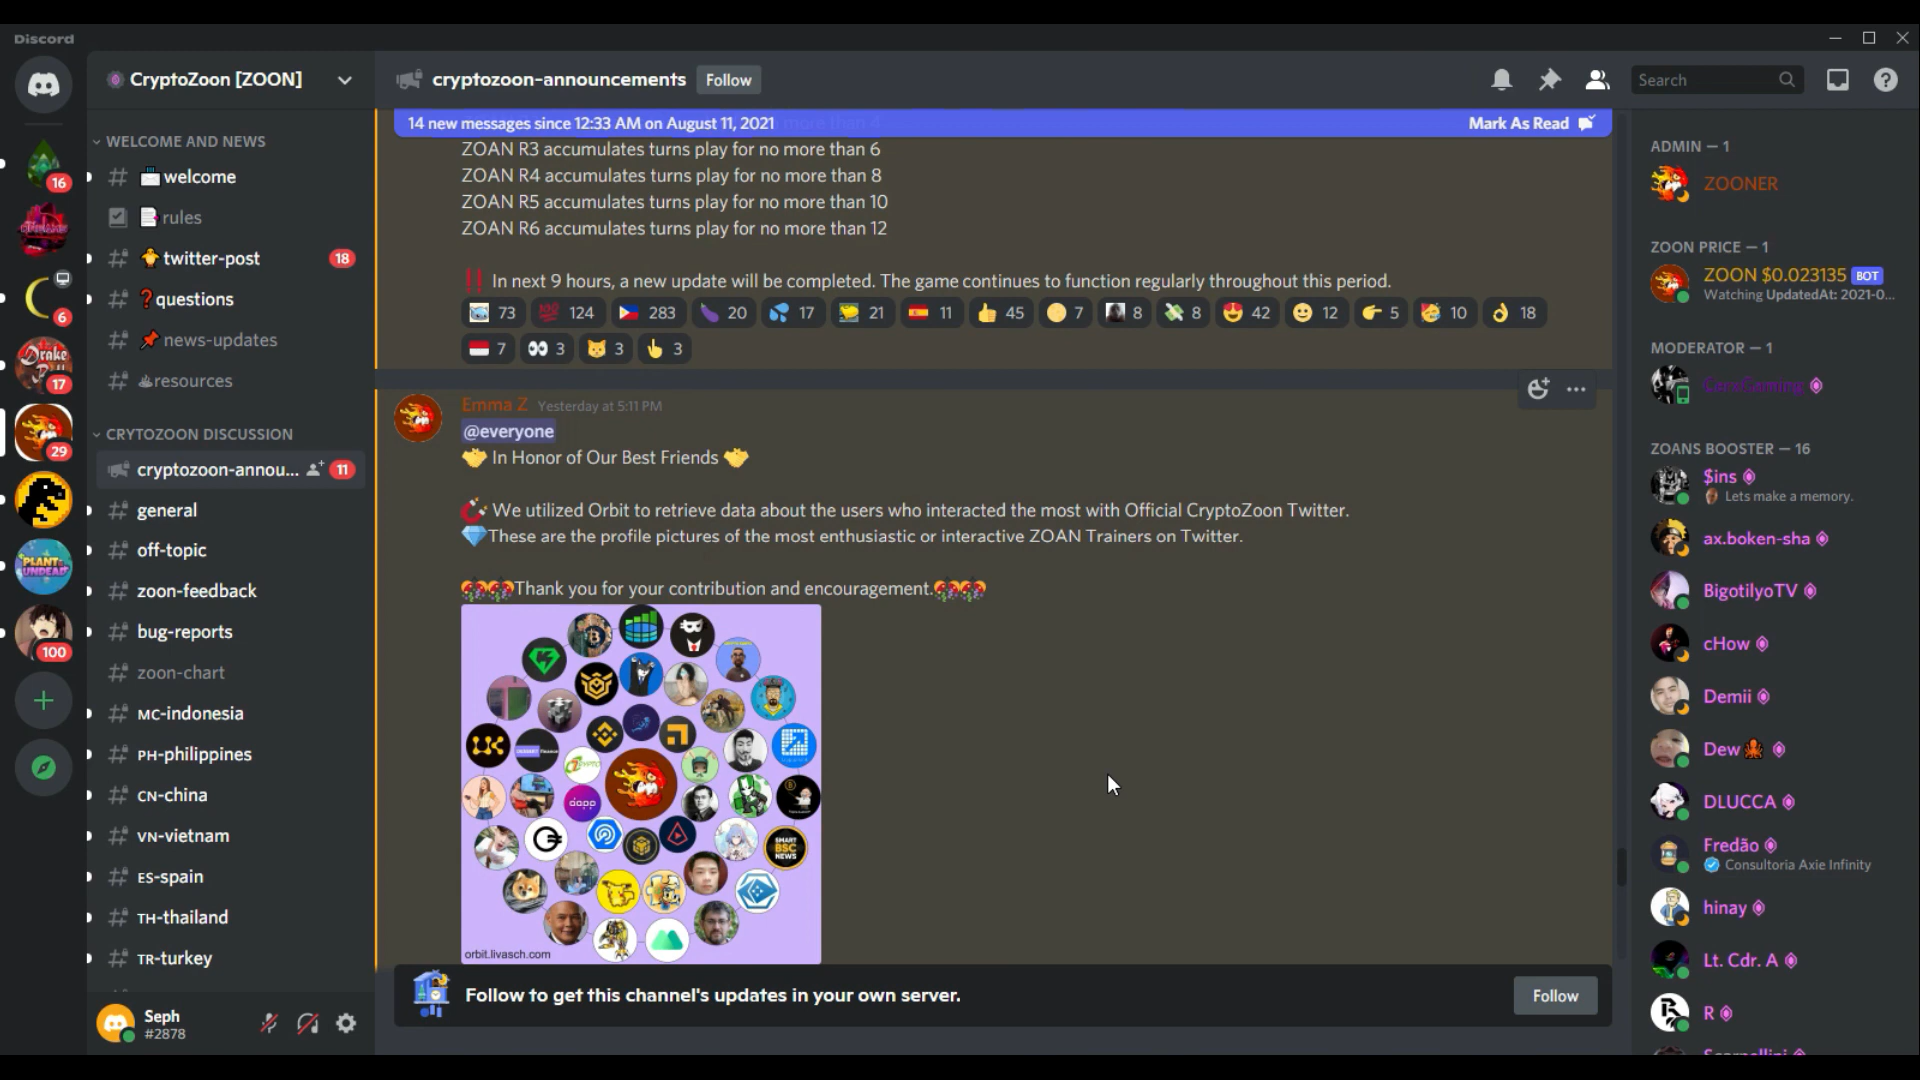 Discord
CryptoZoon [ZOON]
WELCOME AND NEWS
welcome
rules
twitter-post 18
questions
news-updates
resources
CRYTOZOON DISCUSSION
cryptozoon-annou... 11
general
off-topic
zoon-feedback
bug-reports
zoon-chart
MC-indonesia
PH-philippines
CN-china
VN-vietnam
ES-spain
TH-thailand
TR-turkey
Seph
#2878
16
6
Drake
17
29
PLANT
UNDEAD
100
cryptozoon-announcements Follow
Search
14 new messages since 12:33 AM on August 11, 2021 Mark As Read
ZOAN R3 accumulates turns play for no more than 6
ZOAN R4 accumulates turns play for no more than 8
ZOAN R5 accumulates turns play for no more than 10
ZOAN R6 accumulates turns play for no more than 12
‼ In next 9 hours, a new update will be completed. The game continues to function regularly throughout this period.
73 124 283 20 17 21 11 45 7 8 8 42 12 5 10 18
7 3 3 3
Emma Z Yesterday at 5:11 PM
@everyone
In Honor of Our Best Friends
We utilized Orbit to retrieve data about the users who interacted the most with Official CryptoZoon Twitter.
These are the profile pictures of the most enthusiastic or interactive ZOAN Trainers on Twitter.
Thank you for your contribution and encouragement.
dapp
SMART
BSC
NEWS
orbit.livasch.com
Follow to get this channel's updates in your own server. Follow
ADMIN — 1
ZOONER
ZOON PRICE — 1
ZOON $0.023135 BOT
Watching UpdatedAt: 2021-0...
MODERATOR — 1
ZOANS BOOSTER — 16
$ins
Lets make a memory.
ax.boken-sha
BigotilyoTV
cHow
Demii
Dew
DLUCCA
Fredão
Consultoria Axie Infinity
hinay
Lt. Cdr. A
R